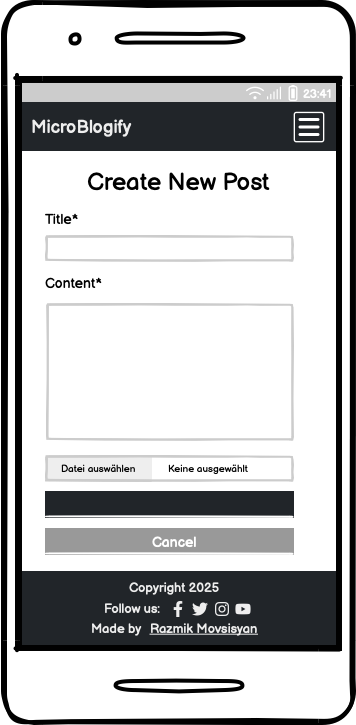 23:41
MicroBlogify
Create New Post
Title*
Content*
Datei auswählen Keine ausgewählt
Cancel
Copyright 2025
Follow us:
Made by Razmik Movsisyan